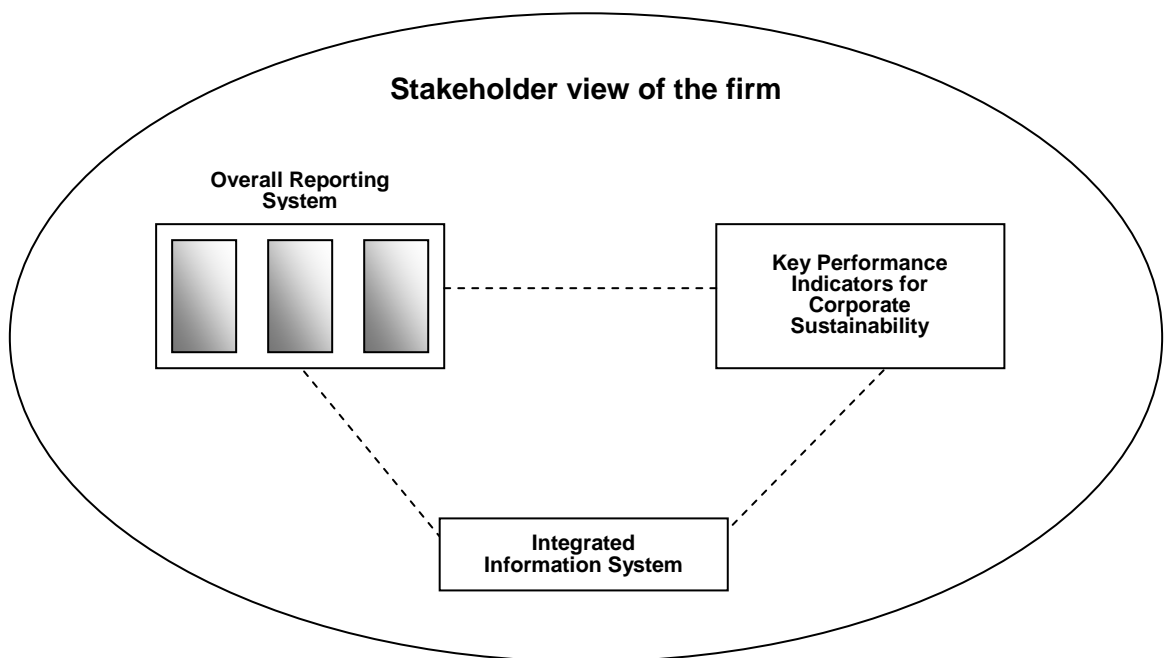 Stakeholder view of the firm
Overall Reporting
System
Key Performance
Indicators for
Corporate
Sustainability
Integrated
Information System